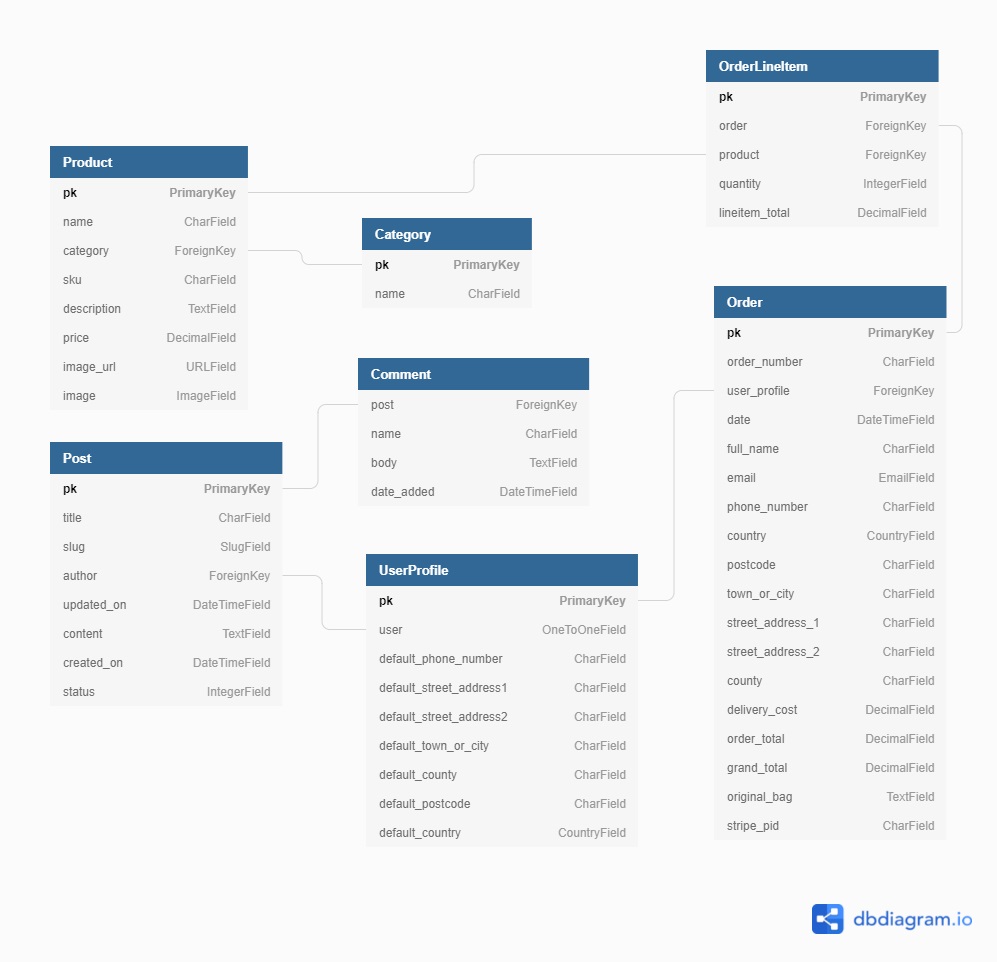 OrderLineItem
pk PrimaryKey
order ForeignKey
product ForeignKey
quantity IntegerField
lineitem_total DecimalField
Product
pk PrimaryKey
name CharField
category ForeignKey
sku CharField
description TextField
price DecimalField
image_url URLField
image ImageField
Category
pk PrimaryKey
name CharField
Order
pk PrimaryKey
order_number CharField
user_profile ForeignKey
date DateTimeField
full_name CharField
email EmailField
phone_number CharField
country CountryField
postcode CharField
town_or_city CharField
street_address_1 CharField
street_address_2 CharField
county CharField
delivery_cost DecimalField
order_total DecimalField
grand_total DecimalField
original_bag TextField
stripe_pid CharField
Comment
post ForeignKey
name CharField
body TextField
date_added DateTimeField
Post
pk PrimaryKey
title CharField
slug SlugField
author ForeignKey
updated_on DateTimeField
content TextField
created_on DateTimeField
status IntegerField
UserProfile
pk PrimaryKey
user OneToOneField
default_phone_number CharField
default_street_address1 CharField
default_street_address2 CharField
default_town_or_city CharField
default_county CharField
default_postcode CharField
default_country CountryField
dbdiagram.io